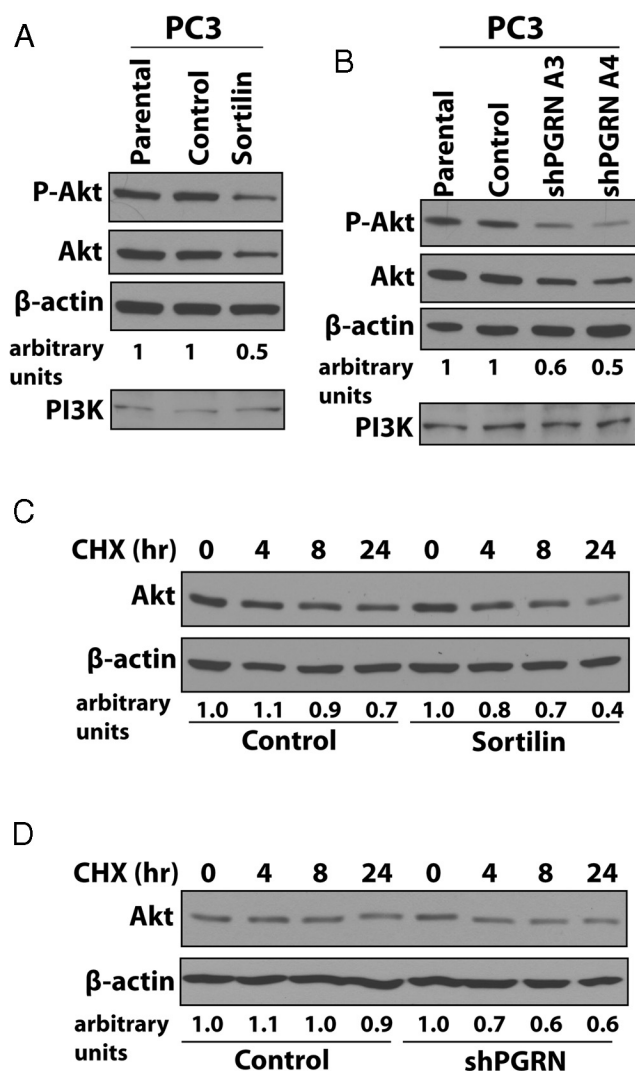 A
PC3
Parental Control Sortilin
P-Akt
Akt
β-actin
arbitrary units 1 1 0.5
PI3K
B
PC3
Parental Control shPGRN A3 shPGRN A4
P-Akt
Akt
β-actin
arbitrary units 1 1 0.6 0.5
PI3K
C
CHX (hr) 0 4 8 24 0 4 8 24
Akt
β-actin
arbitrary units 1.0 1.1 0.9 0.7 1.0 0.8 0.7 0.4
Control Sortilin
D
CHX (hr) 0 4 8 24 0 4 8 24
Akt
β-actin
arbitrary units 1.0 1.1 1.0 0.9 1.0 0.7 0.6 0.6
Control shPGRN